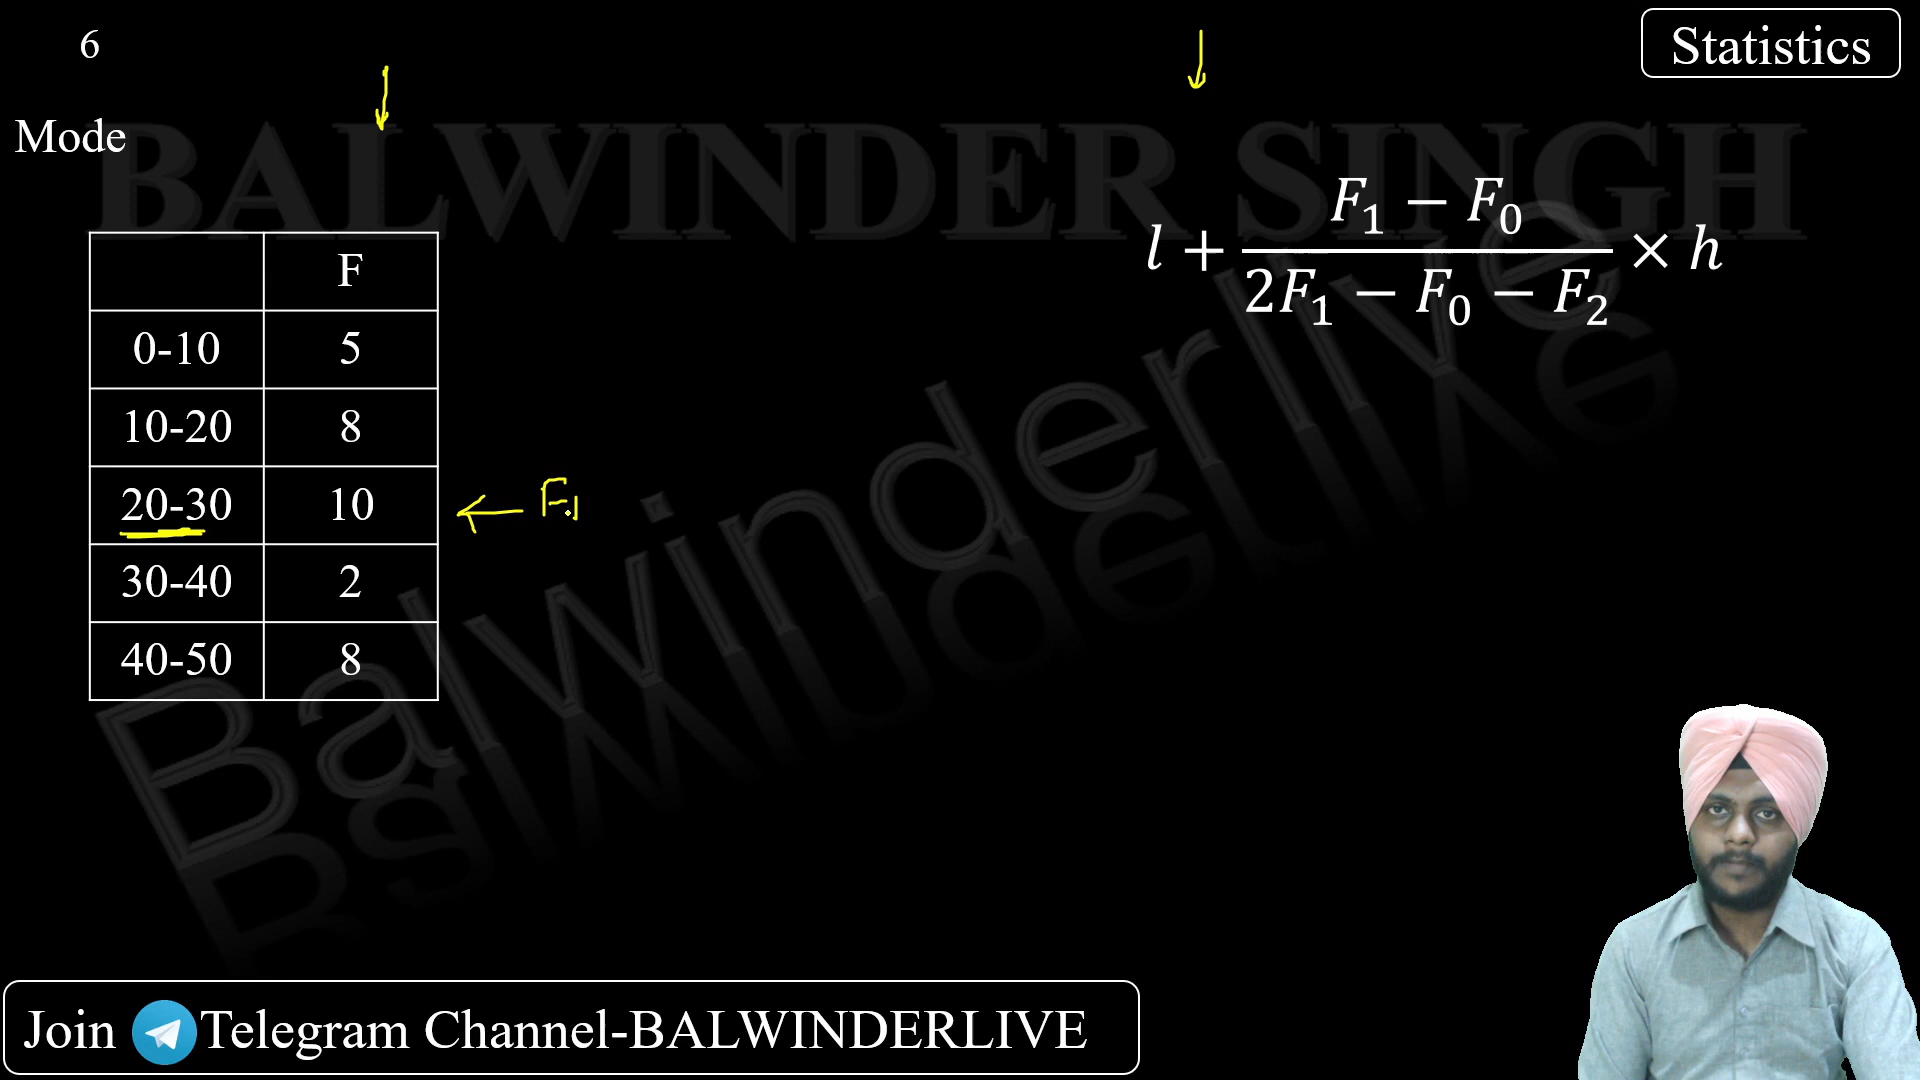 6
Statistics
Mode
BALWINDER SINGH
l + (F₁ − F₀) / (2F₁ − F₀ − F₂) × h
F
0-10 5
10-20 8
20-30 10 ← F₁
30-40 2
40-50 8
Balwinderlive
Join Telegram Channel-BALWINDERLIVE